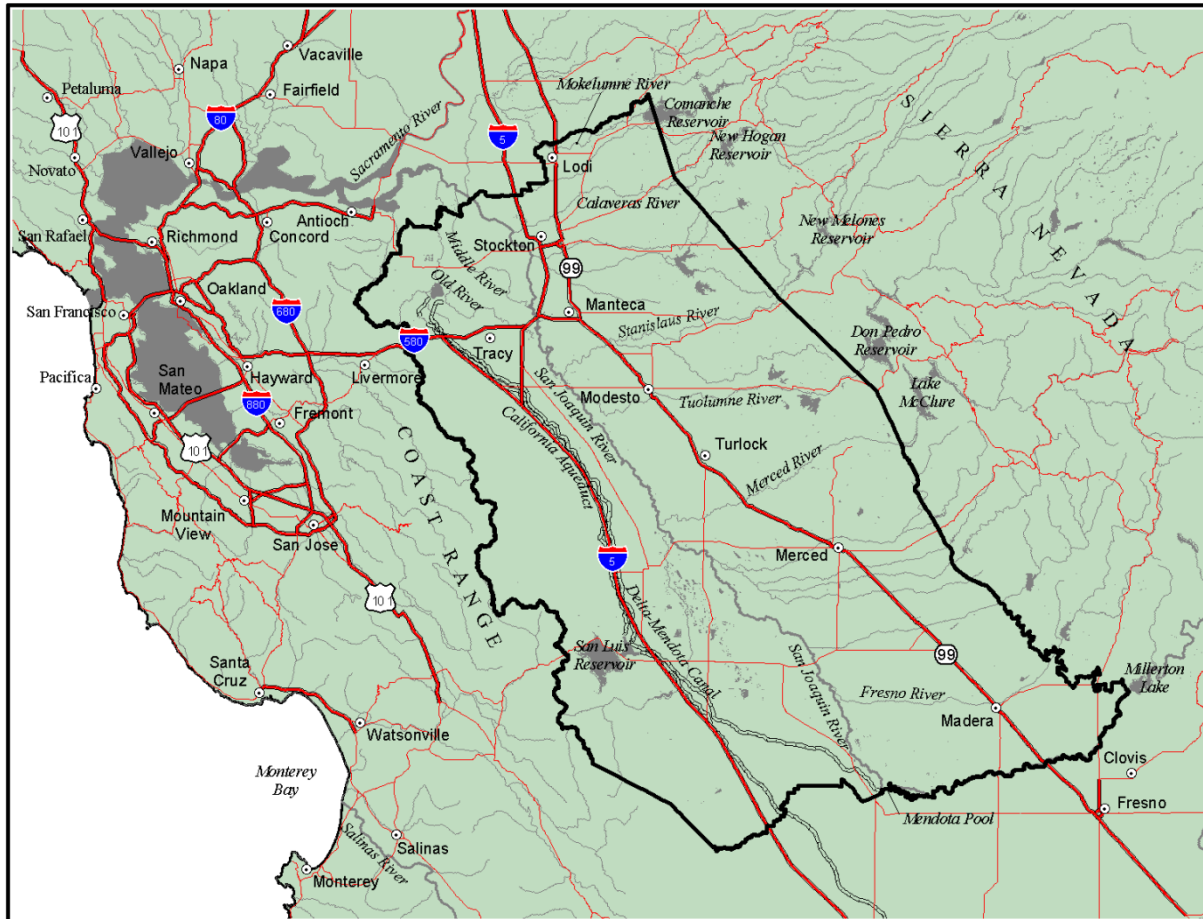 Vacaville
Napa
Petaluma
Fairfield
Mokelumne River
Comanche
Reservoir
SIERRA NEVADA
101
80
5
Sacramento River
New Hogan
Reservoir
Vallejo
Novato
Lodi
Calaveras River
Antioch
San Rafael
Richmond
Concord
New Melones
Reservoir
Stockton
Middle River
Old River
99
Oakland
680
Manteca
San Francisco
Stanislaus River
Don Pedro
Reservoir
580
Tracy
Pacifica
San
Mateo
Hayward
Livermore
Lake
McClure
San Joaquin River
Modesto
Tuolumne River
880
Fremont
COAST RANGE
California Aqueduct
101
Turlock
Merced River
Mountain
View
San Jose
Merced
5
101
Delta-Mendota Canal
San Luis
Reservoir
San Joaquin River
99
Santa
Cruz
Fresno River
Millerton
Lake
Madera
Watsonville
Clovis
Monterey
Bay
Fresno
Mendota Pool
Salinas River
Salinas
Monterey